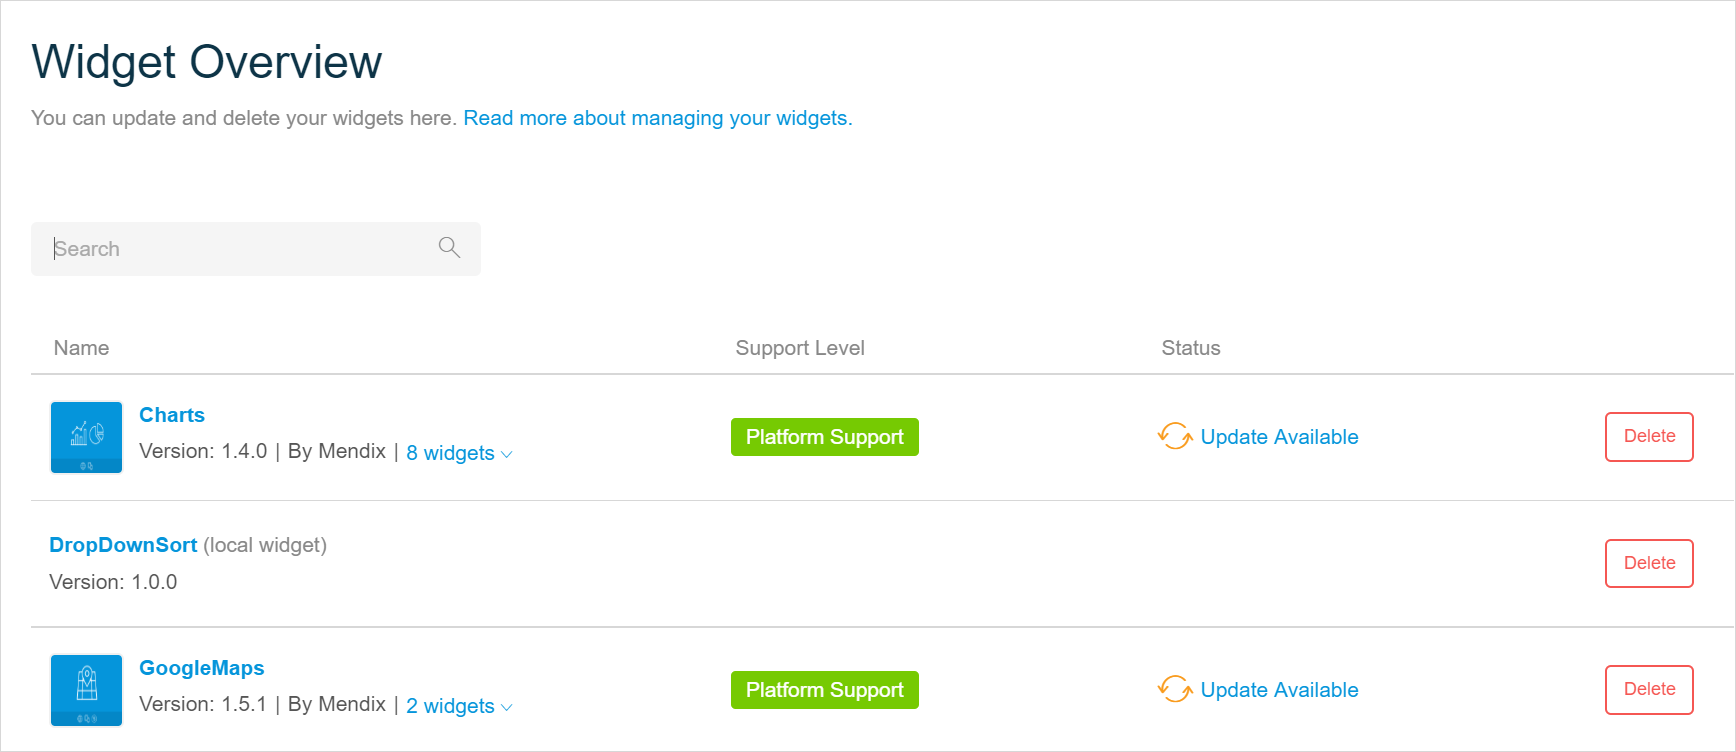 Widget Overview
You can update and delete your widgets here. Read more about managing your widgets.
Search
Name Support Level Status
Charts
Version: 1.4.0 | By Mendix | 8 widgets
Platform Support
Update Available
Delete
DropDownSort (local widget)
Version: 1.0.0
Delete
GoogleMaps
Version: 1.5.1 | By Mendix | 2 widgets
Platform Support
Update Available
Delete